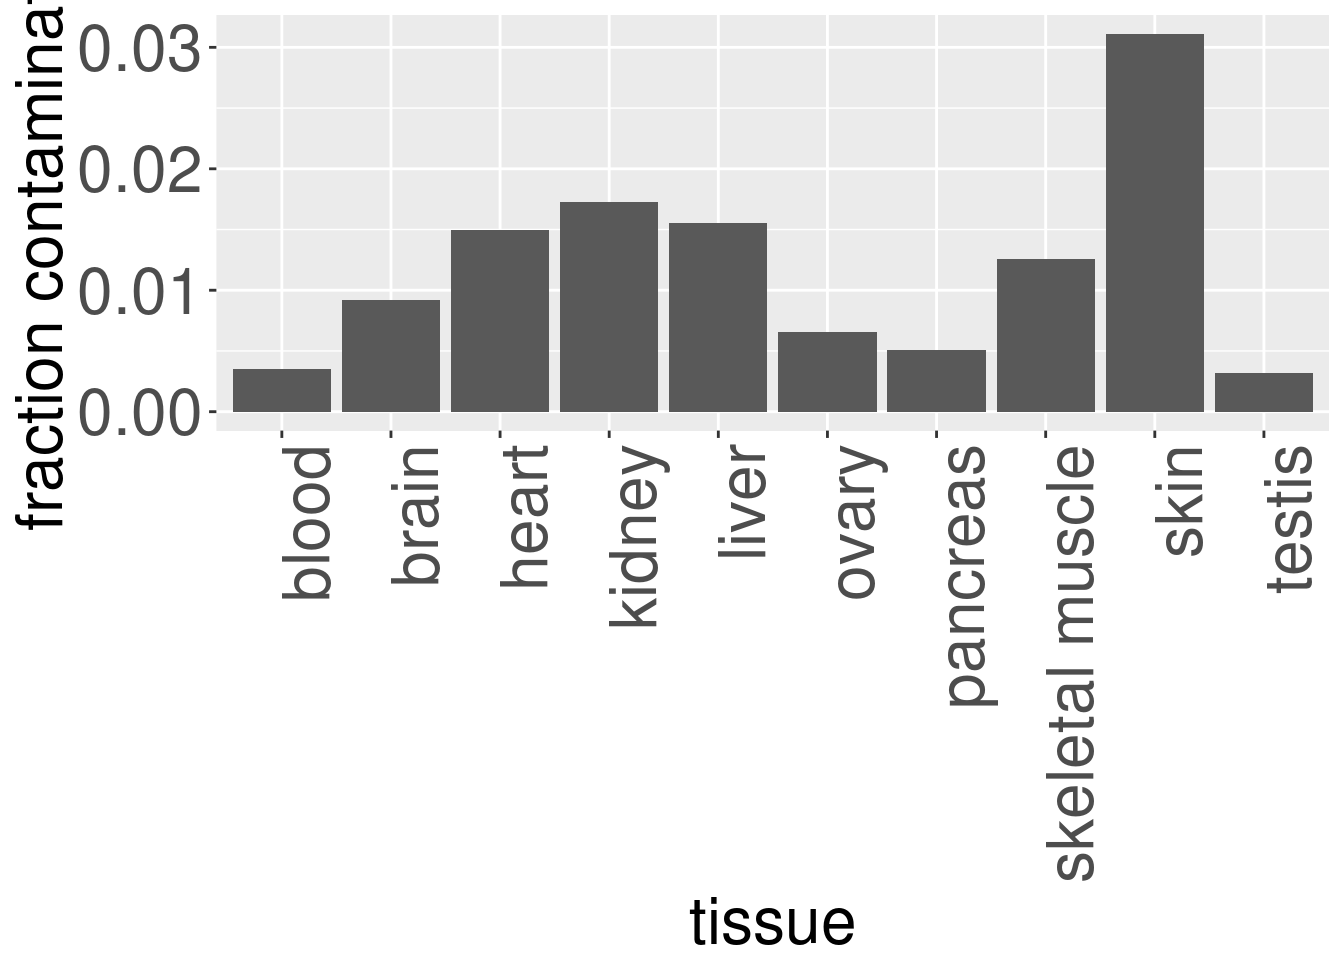 fraction contaminat
0.03
0.02
0.01
0.00
blood
brain
heart
kidney
liver
ovary
pancreas
skeletal muscle
skin
testis
tissue